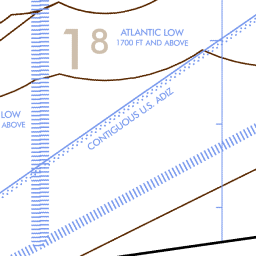 18
ATLANTIC LOW
1700 FT AND ABOVE
LOW
ABOVE
CONTIGUOUS U.S. ADIZ